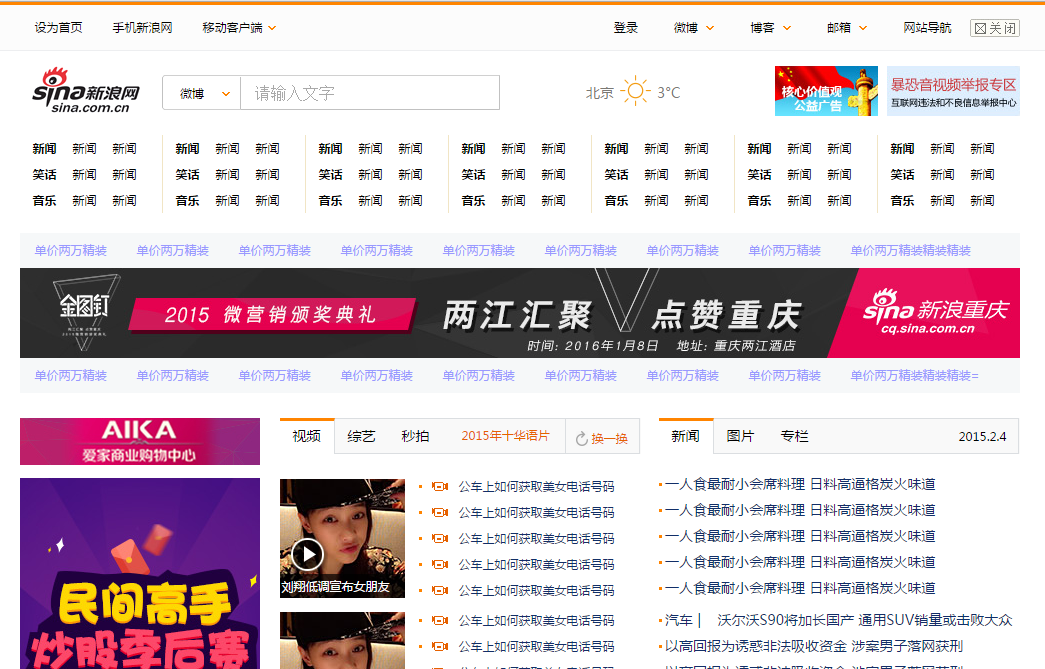 设为首页 手机新浪网 移动客户端 登录 微博 博客 邮箱 网站导航 关闭
sina新浪网
sina.com.cn
微博 请输入文字 北京 3°C
核心价值观
公益广告
暴恐音视频举报专区
互联网违法和不良信息举报中心
新闻 新闻 新闻 新闻 新闻 新闻 新闻 新闻 新闻 新闻 新闻 新闻 新闻 新闻 新闻 新闻 新闻 新闻 新闻 新闻 新闻
笑话 新闻 新闻 笑话 新闻 新闻 笑话 新闻 新闻 笑话 新闻 新闻 笑话 新闻 新闻 笑话 新闻 新闻 笑话 新闻 新闻
音乐 新闻 新闻 音乐 新闻 新闻 音乐 新闻 新闻 音乐 新闻 新闻 音乐 新闻 新闻 音乐 新闻 新闻 音乐 新闻 新闻
单价两万精装 单价两万精装 单价两万精装 单价两万精装 单价两万精装 单价两万精装 单价两万精装 单价两万精装 单价两万精装精装精装
金图钉
2015 微营销颁奖典礼
两江汇聚 点赞重庆
时间: 2016年1月8日 地址: 重庆两江酒店
sina新浪重庆
cq.sina.com.cn
单价两万精装 单价两万精装 单价两万精装 单价两万精装 单价两万精装 单价两万精装 单价两万精装 单价两万精装 单价两万精装精装精装=
AIKA
爱家商业购物中心
民间高手
炒股季后赛
视频 综艺 秒拍 2015年十华语片 换一换
刘翔低调宣布女朋友
公车上如何获取美女电话号码
公车上如何获取美女电话号码
公车上如何获取美女电话号码
公车上如何获取美女电话号码
公车上如何获取美女电话号码
公车上如何获取美女电话号码
公车上如何获取美女电话号码
新闻 图片 专栏 2015.2.4
一人食最耐小会席料理 日料高逼格炭火味道
一人食最耐小会席料理 日料高逼格炭火味道
一人食最耐小会席料理 日料高逼格炭火味道
一人食最耐小会席料理 日料高逼格炭火味道
一人食最耐小会席料理 日料高逼格炭火味道
汽车 | 沃尔沃S90将加长国产 通用SUV销量或击败大众
以高回报为诱惑非法吸收资金 涉案男子落网获刑